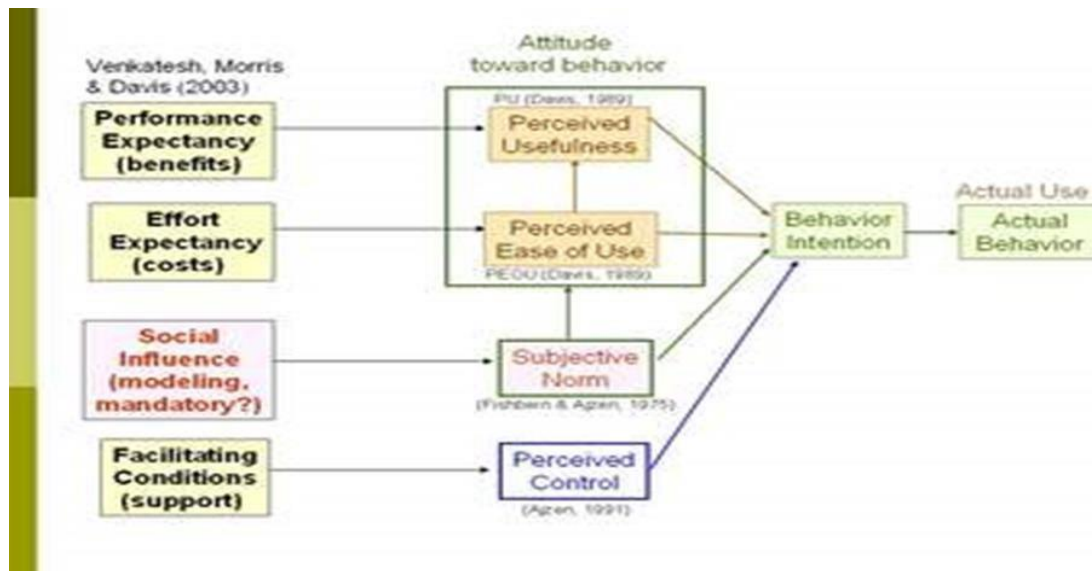 Venkatesh, Morris
& Davis (2003)
Performance
Expectancy
(benefits)
Effort
Expectancy
(costs)
Social
Influence
(modeling,
mandatory?)
Facilitating
Conditions
(support)
Attitude
toward behavior
PU (Davis, 1989)
Perceived
Usefulness
Perceived
Ease of Use
PEOU (Davis, 1989)
Subjective
Norm
(Fishbein & Ajzen, 1975)
Perceived
Control
(Ajzen, 1991)
Behavior
Intention
Actual Use
Actual
Behavior